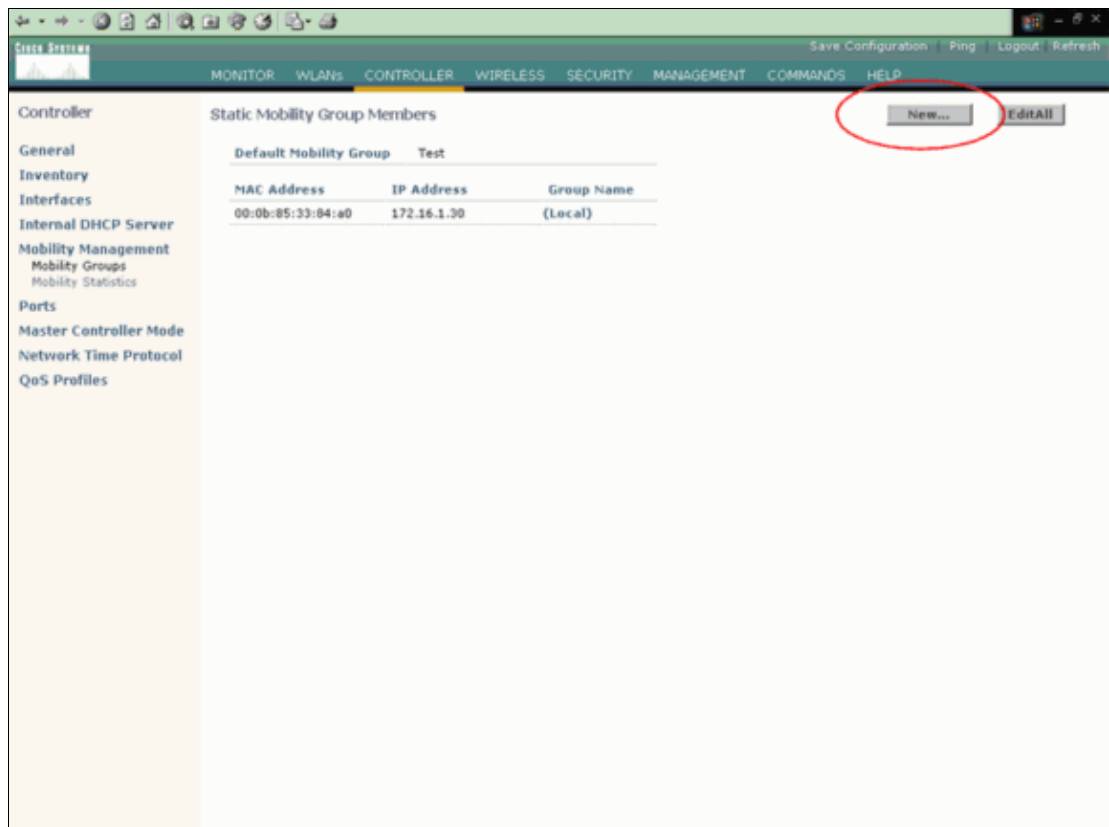 CISCO SYSTEMS
Save Configuration Ping Logout Refresh
MONITOR WLANs CONTROLLER WIRELESS SECURITY MANAGEMENT COMMANDS HELP
Controller
General
Inventory
Interfaces
Internal DHCP Server
Mobility Management
Mobility Groups
Mobility Statistics
Ports
Master Controller Mode
Network Time Protocol
QoS Profiles
Static Mobility Group Members
New...
EditAll
Default Mobility Group Test
MAC Address IP Address Group Name
00:0b:85:33:84:a0 172.16.1.30 (Local)